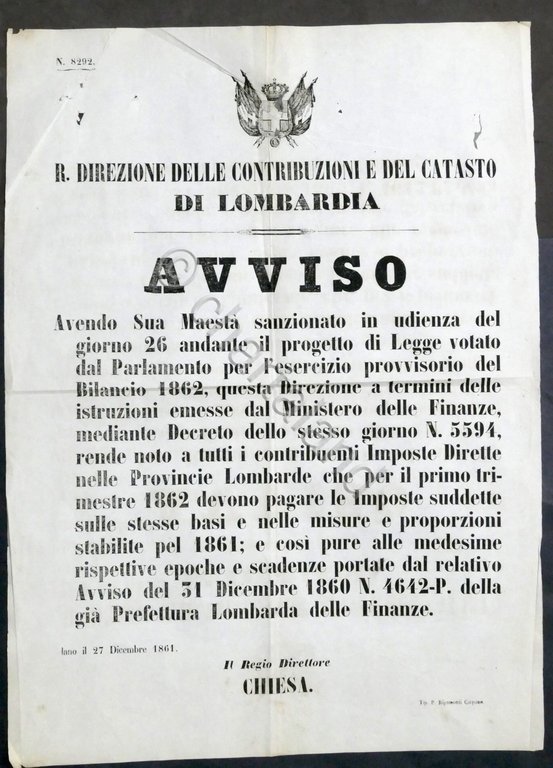 N. 8292.
R. DIREZIONE DELLE CONTRIBUZIONI E DEL CATASTO
DI LOMBARDIA
AVVISO
Avendo Sua Maestà sanzionato in udienza del
giorno 26 andante il progetto di Legge votato
dal Parlamento per l'esercizio provvisorio del
Bilancio 1862, questa Direzione a termini delle
istruzioni emesse dal Ministero delle Finanze,
mediante Decreto dello stesso giorno N. 5594,
rende noto a tutti i contribuenti Imposte Dirette
nelle Provincie Lombarde che per il primo tri-
mestre 1862 devono pagare le Imposte suddette
sulle stesse basi e nelle misure e proporzioni
stabilite pel 1861; e così pure alle medesime
rispettive epoche e scadenze portate dal relativo
Avviso del 31 Dicembre 1860 N. 4642-P. della
già Prefettura Lombarda delle Finanze.
lano il 27 Dicembre 1861.
Il Regio Direttore
CHIESA.
Tip. P. Ripamonti Carpano
© chartaland